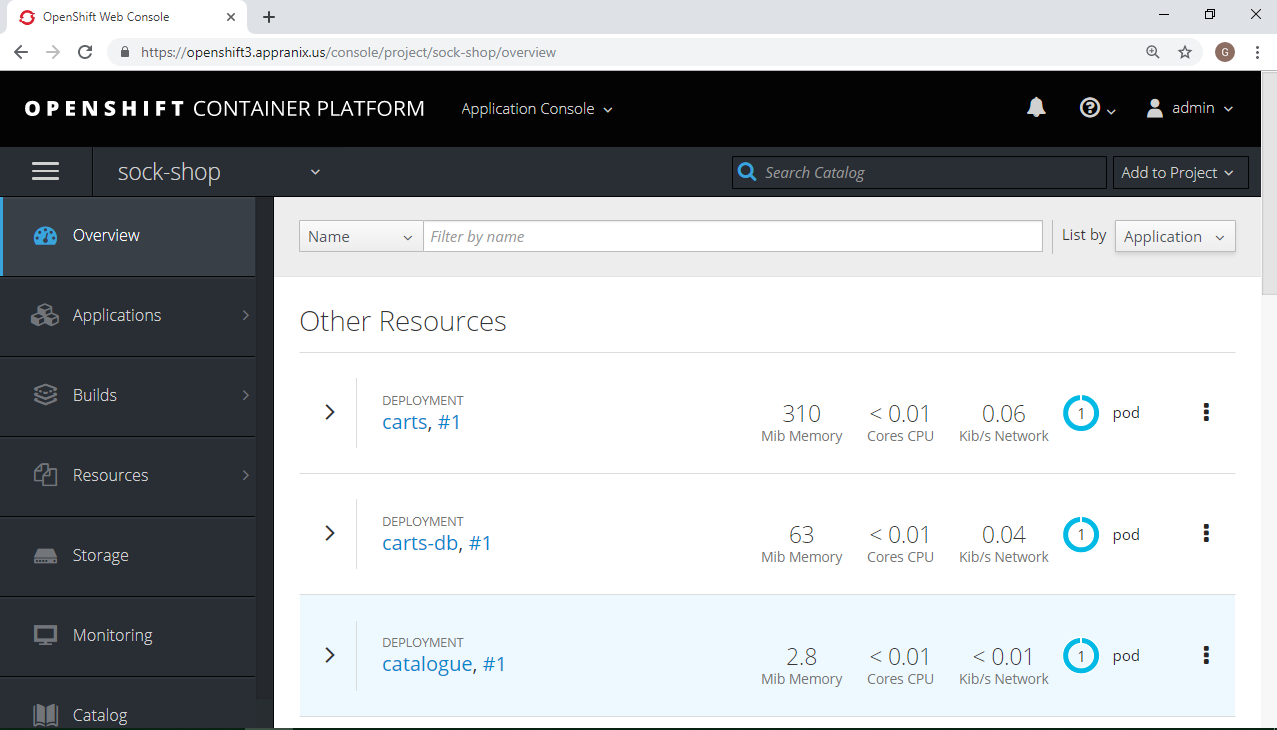 OpenShift Web Console
https://openshift3.appranix.us/console/project/sock-shop/overview
G
OPENSHIFT CONTAINER PLATFORM
Application Console
admin
sock-shop
Search Catalog
Add to Project
Overview
Applications
Builds
Resources
Storage
Monitoring
Catalog
Name
Filter by name
List by
Application
Other Resources
DEPLOYMENT
carts, #1
310
Mib Memory
< 0.01
Cores CPU
0.06
Kib/s Network
1
pod
DEPLOYMENT
carts-db, #1
63
Mib Memory
< 0.01
Cores CPU
0.04
Kib/s Network
1
pod
DEPLOYMENT
catalogue, #1
2.8
Mib Memory
< 0.01
Cores CPU
< 0.01
Kib/s Network
1
pod